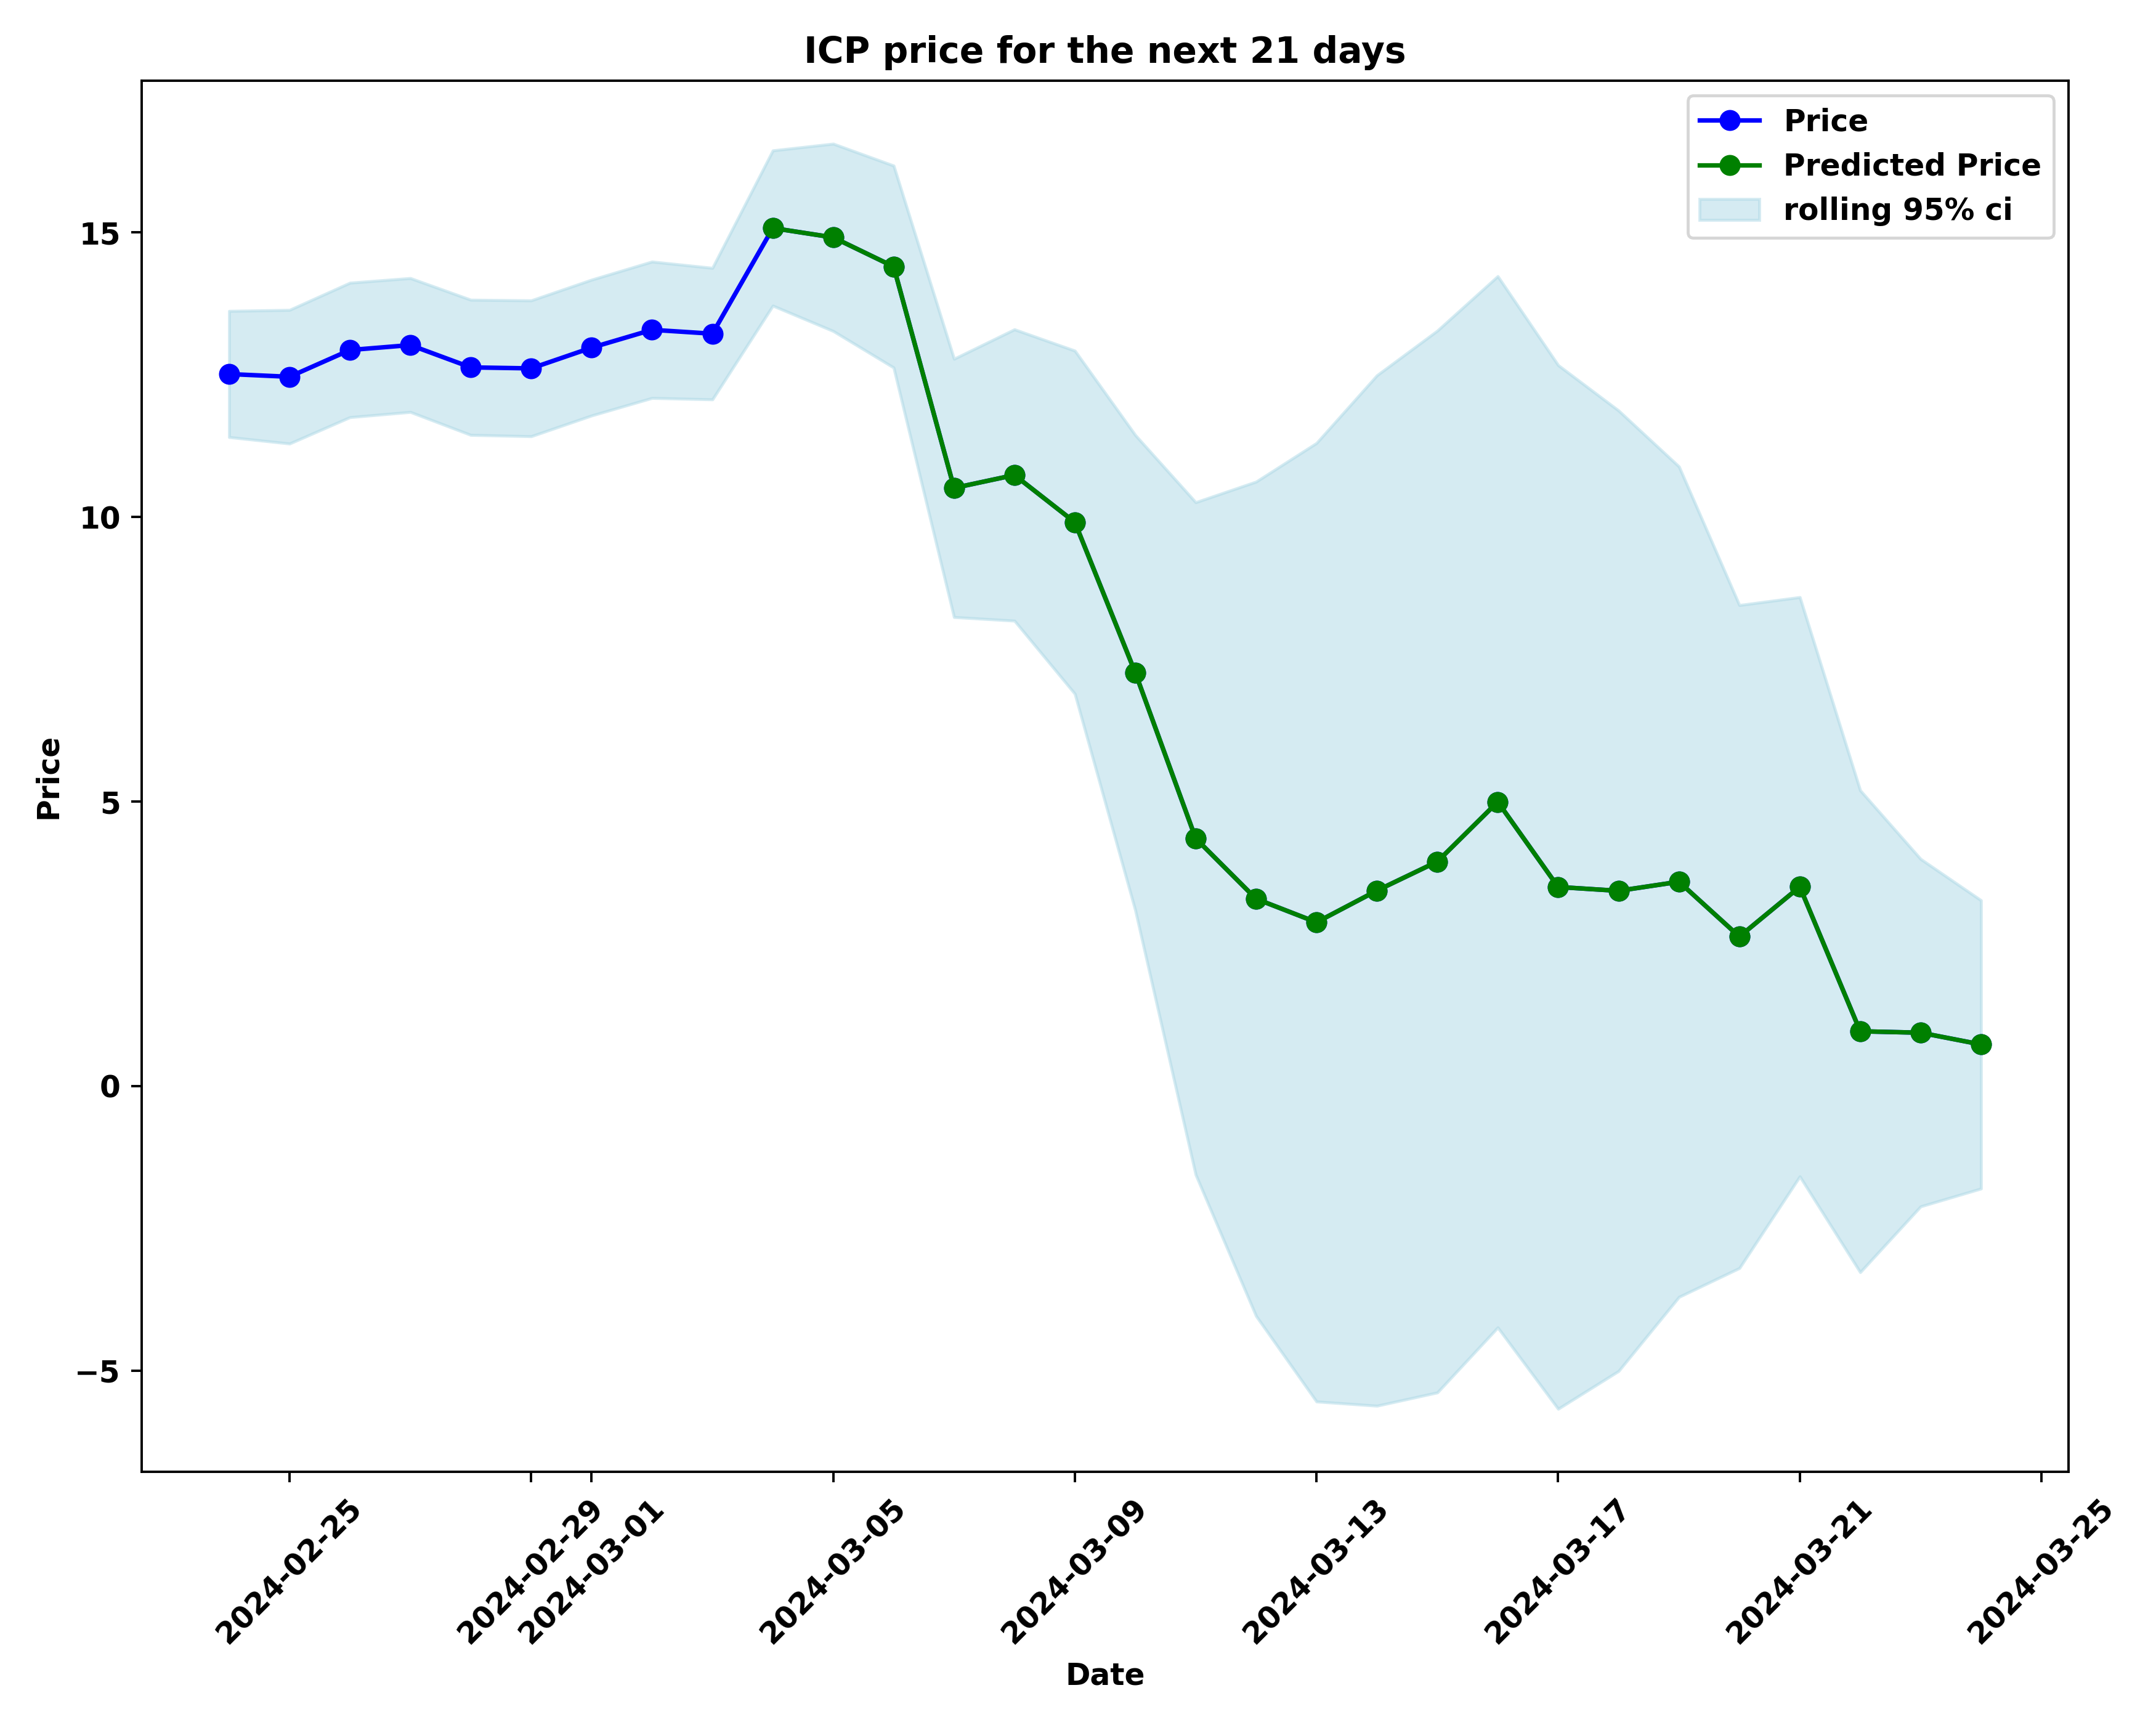 ICP price for the next 21 days
Price
Predicted Price
rolling 95% ci
15
10
5
0
−5
Price
2024-02-25
2024-02-29
2024-03-01
2024-03-05
2024-03-09
2024-03-13
2024-03-17
2024-03-21
2024-03-25
Date